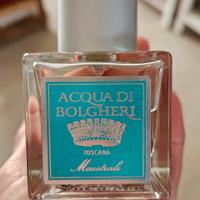 ACQUA DI
BOLGHERI
TOSCANA
Maestrale